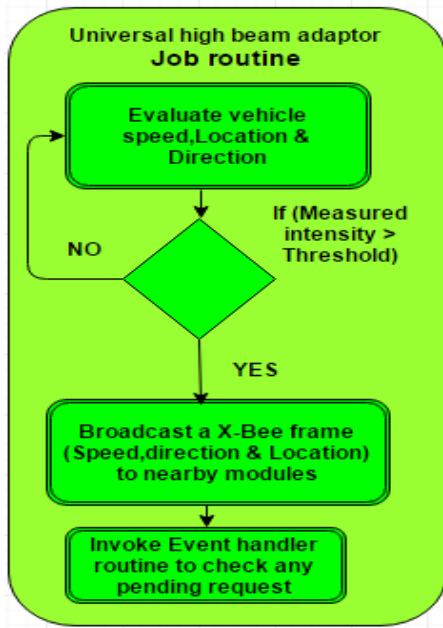 Universal high beam adaptor
Job routine
Evaluate vehicle
speed,Location &
Direction
If (Measured
intensity >
Threshold)
NO
YES
Broadcast a X-Bee frame
(Speed,direction & Location)
to nearby modules
Invoke Event handler
routine to check any
pending request